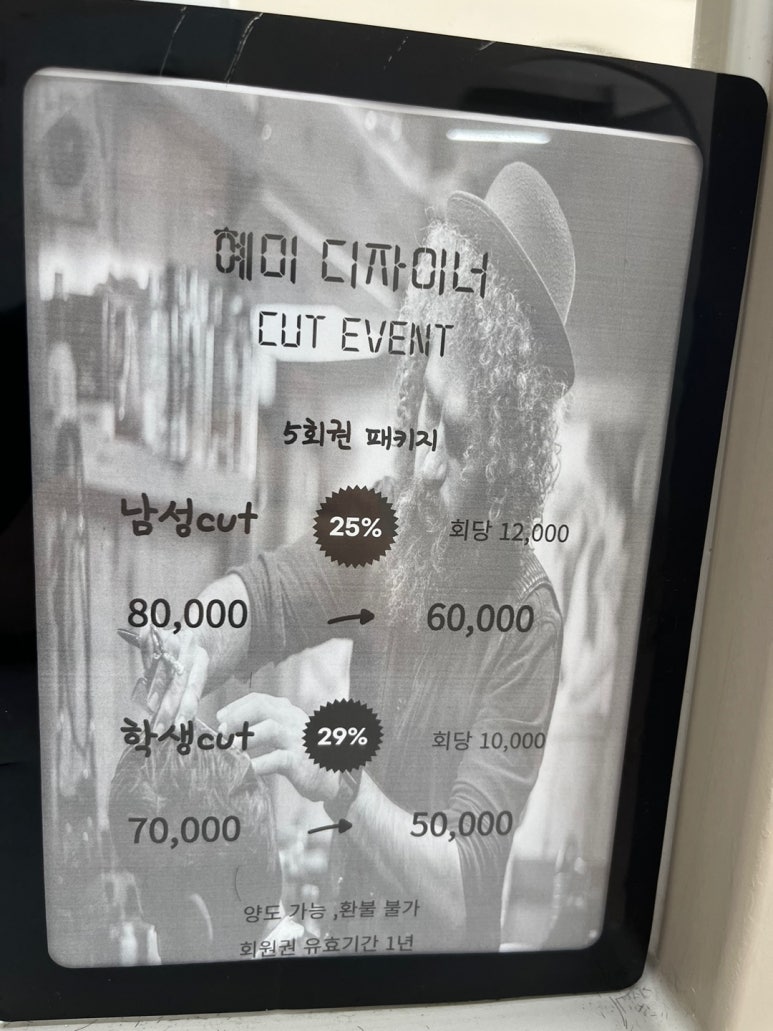 혜미 디자이너
CUT EVENT
5회권 패키지
남성cut 25% 회당 12,000
80,000 → 60,000
학생cut 29% 회당 10,000
70,000 → 50,000
양도 가능 ,환불 불가
회원권 유효기간 1년